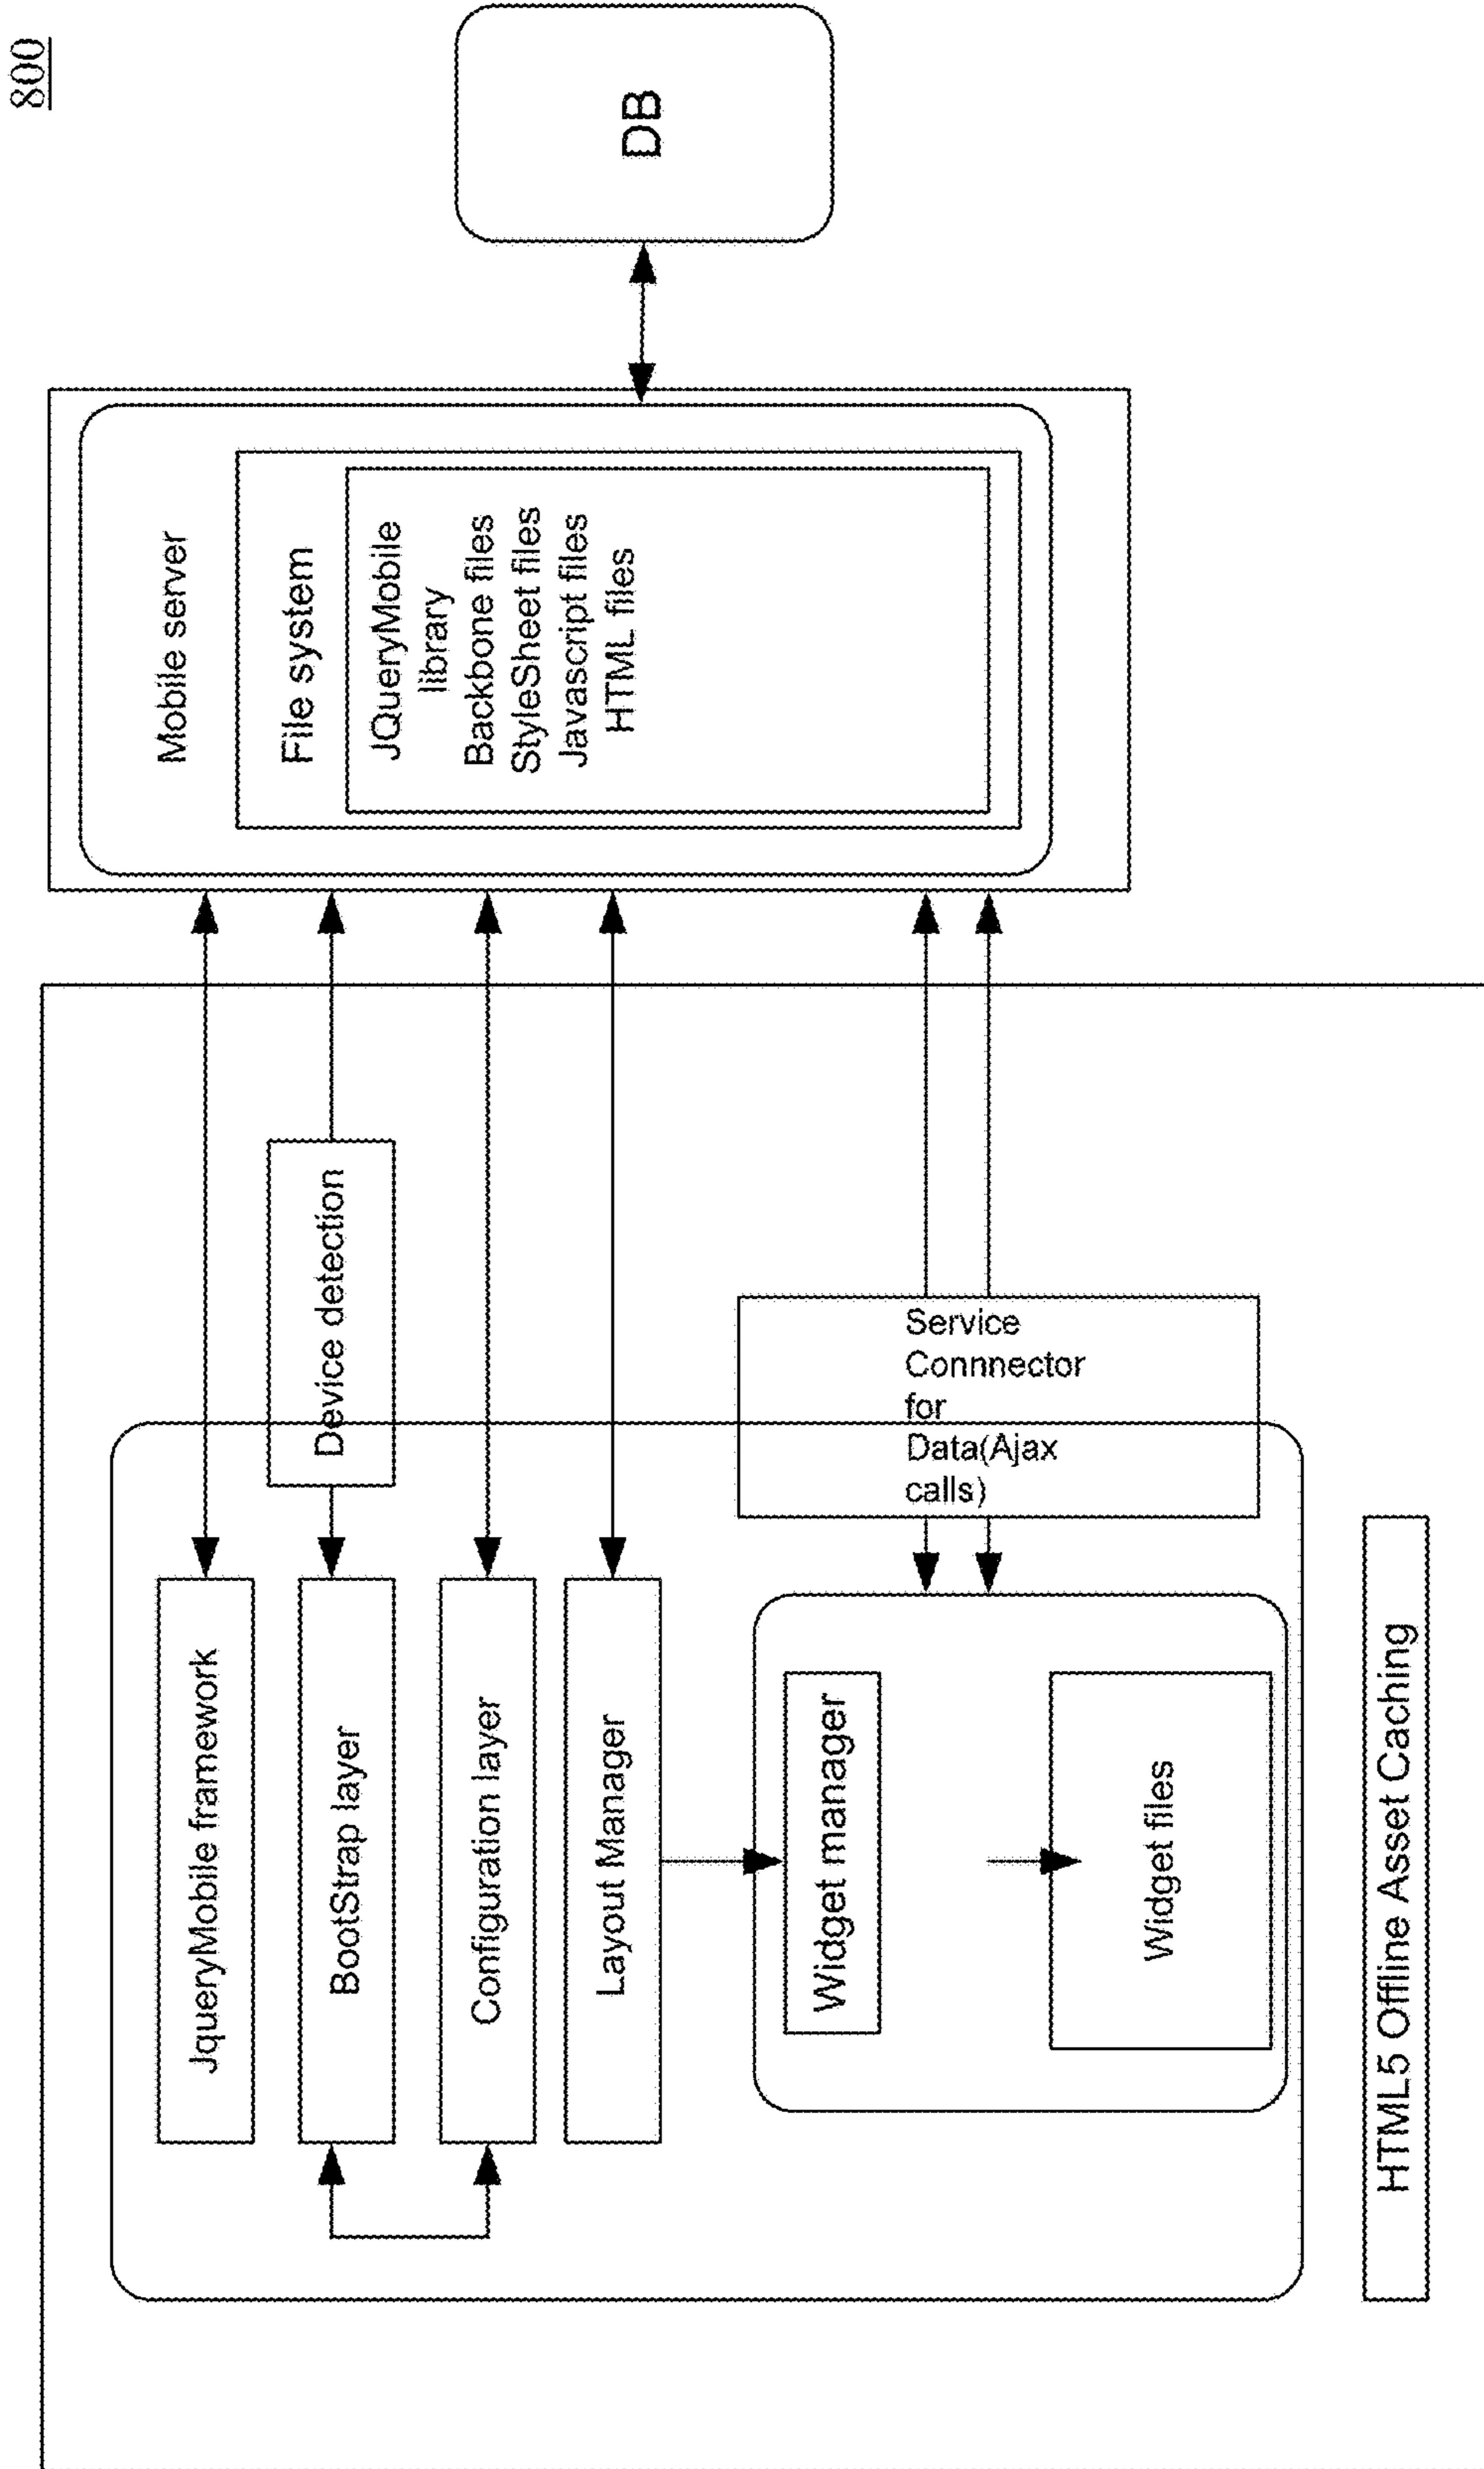 800
JqueryMobile framework
BootStrap layer
Configuration layer
Layout Manager
Widget manager
Widget files
HTML5 Offline Asset Caching
Device detection
Service
Connnector
for
Data(Ajax
calls)
Mobile server
File system
JQueryMobile
library
Backbone files
StyleSheet files
Javascript files
HTML files
DB